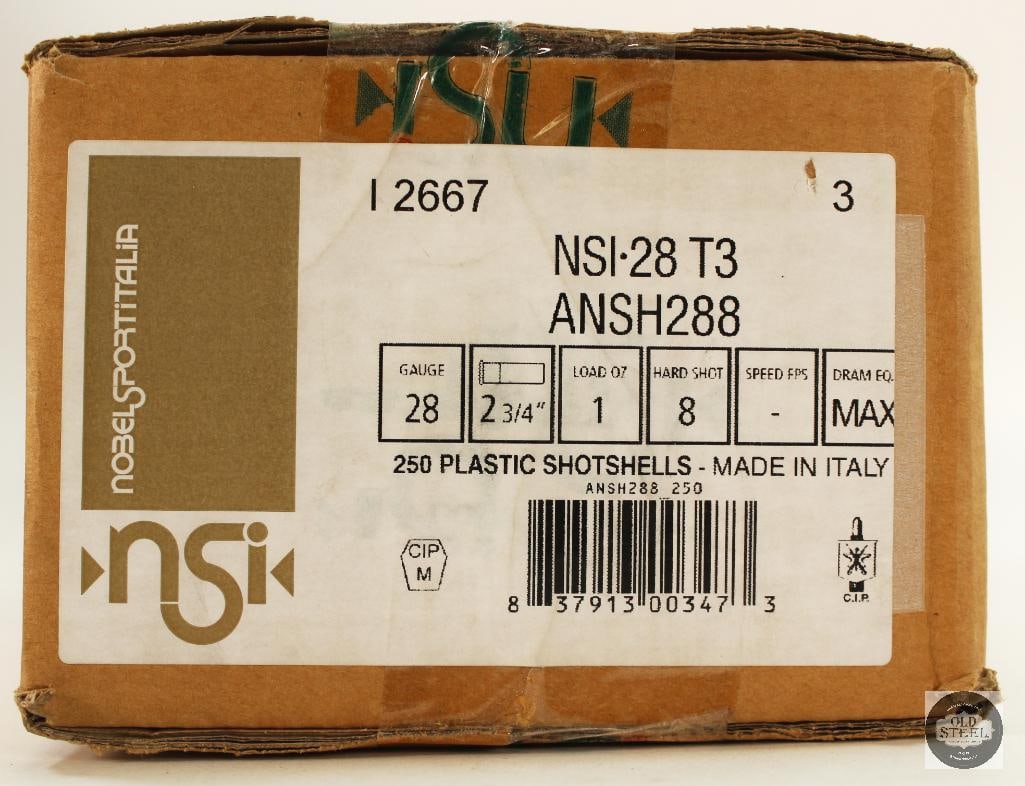 nsi
I 2667
3
NOBELSPORTITALIA
NSI·28 T3
ANSH288
GAUGE
28
2 3/4"
LOAD OZ
1
HARD SHOT
8
SPEED FPS
-
DRAM EQ.
MAX
250 PLASTIC SHOTSHELLS - MADE IN ITALY
ANSH288 250
nsi
CIP
M
8 37913 00347 3
C.I.P.
OLD
STEEL